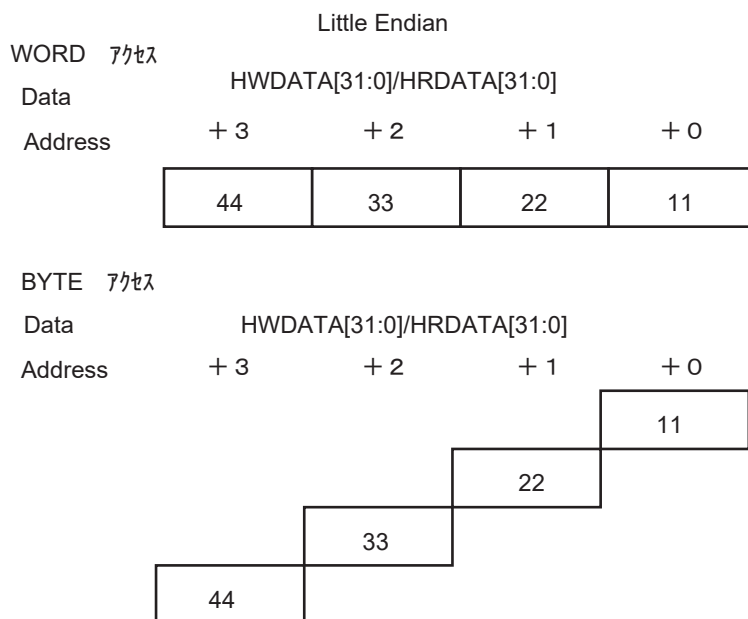 Little Endian
WORD ｱｸｾｽ
Data HWDATA[31:0]/HRDATA[31:0]
Address ＋３ ＋２ ＋１ ＋０
44 33 22 11
BYTE ｱｸｾｽ
Data HWDATA[31:0]/HRDATA[31:0]
Address ＋３ ＋２ ＋１ ＋０
11
22
33
44